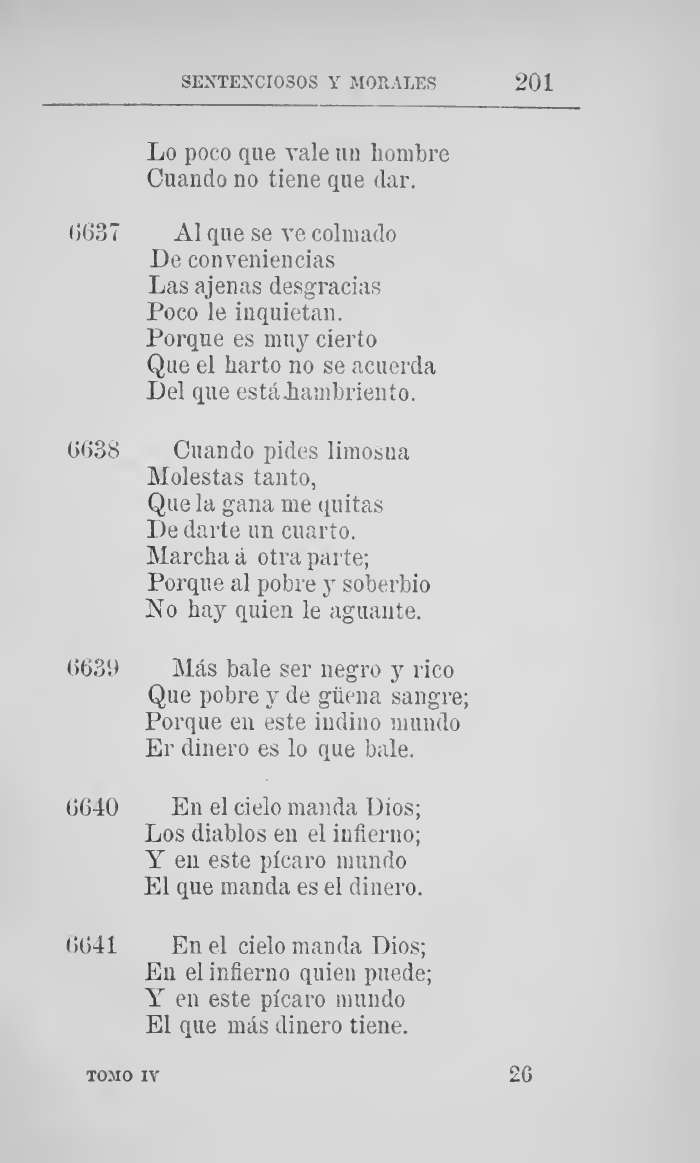 SENTENCIOSOS Y MORALES 201
Lo poco que vale un hombre
Cuando no tiene que dar.
6637 Al que se ve colmado
De conveniencias
Las ajenas desgracias
Poco le inquietan.
Porque es muy cierto
Que el harto no se acuerda
Del que está hambriento.
6638 Cuando pides limosna
Molestas tanto,
Que la gana me quitas
De darte un cuarto.
Marcha á otra parte;
Porque al pobre y soberbio
No hay quien le aguante.
6639 Más bale ser negro y rico
Que pobre y de güena sangre;
Porque en este indino mundo
Er dinero es lo que bale.
6640 En el cielo manda Dios;
Los diablos en el infierno;
Y en este pícaro mundo
El que manda es el dinero.
6641 En el cielo manda Dios;
En el infierno quien puede;
Y en este pícaro mundo
El que más dinero tiene.
TOMO IV 26